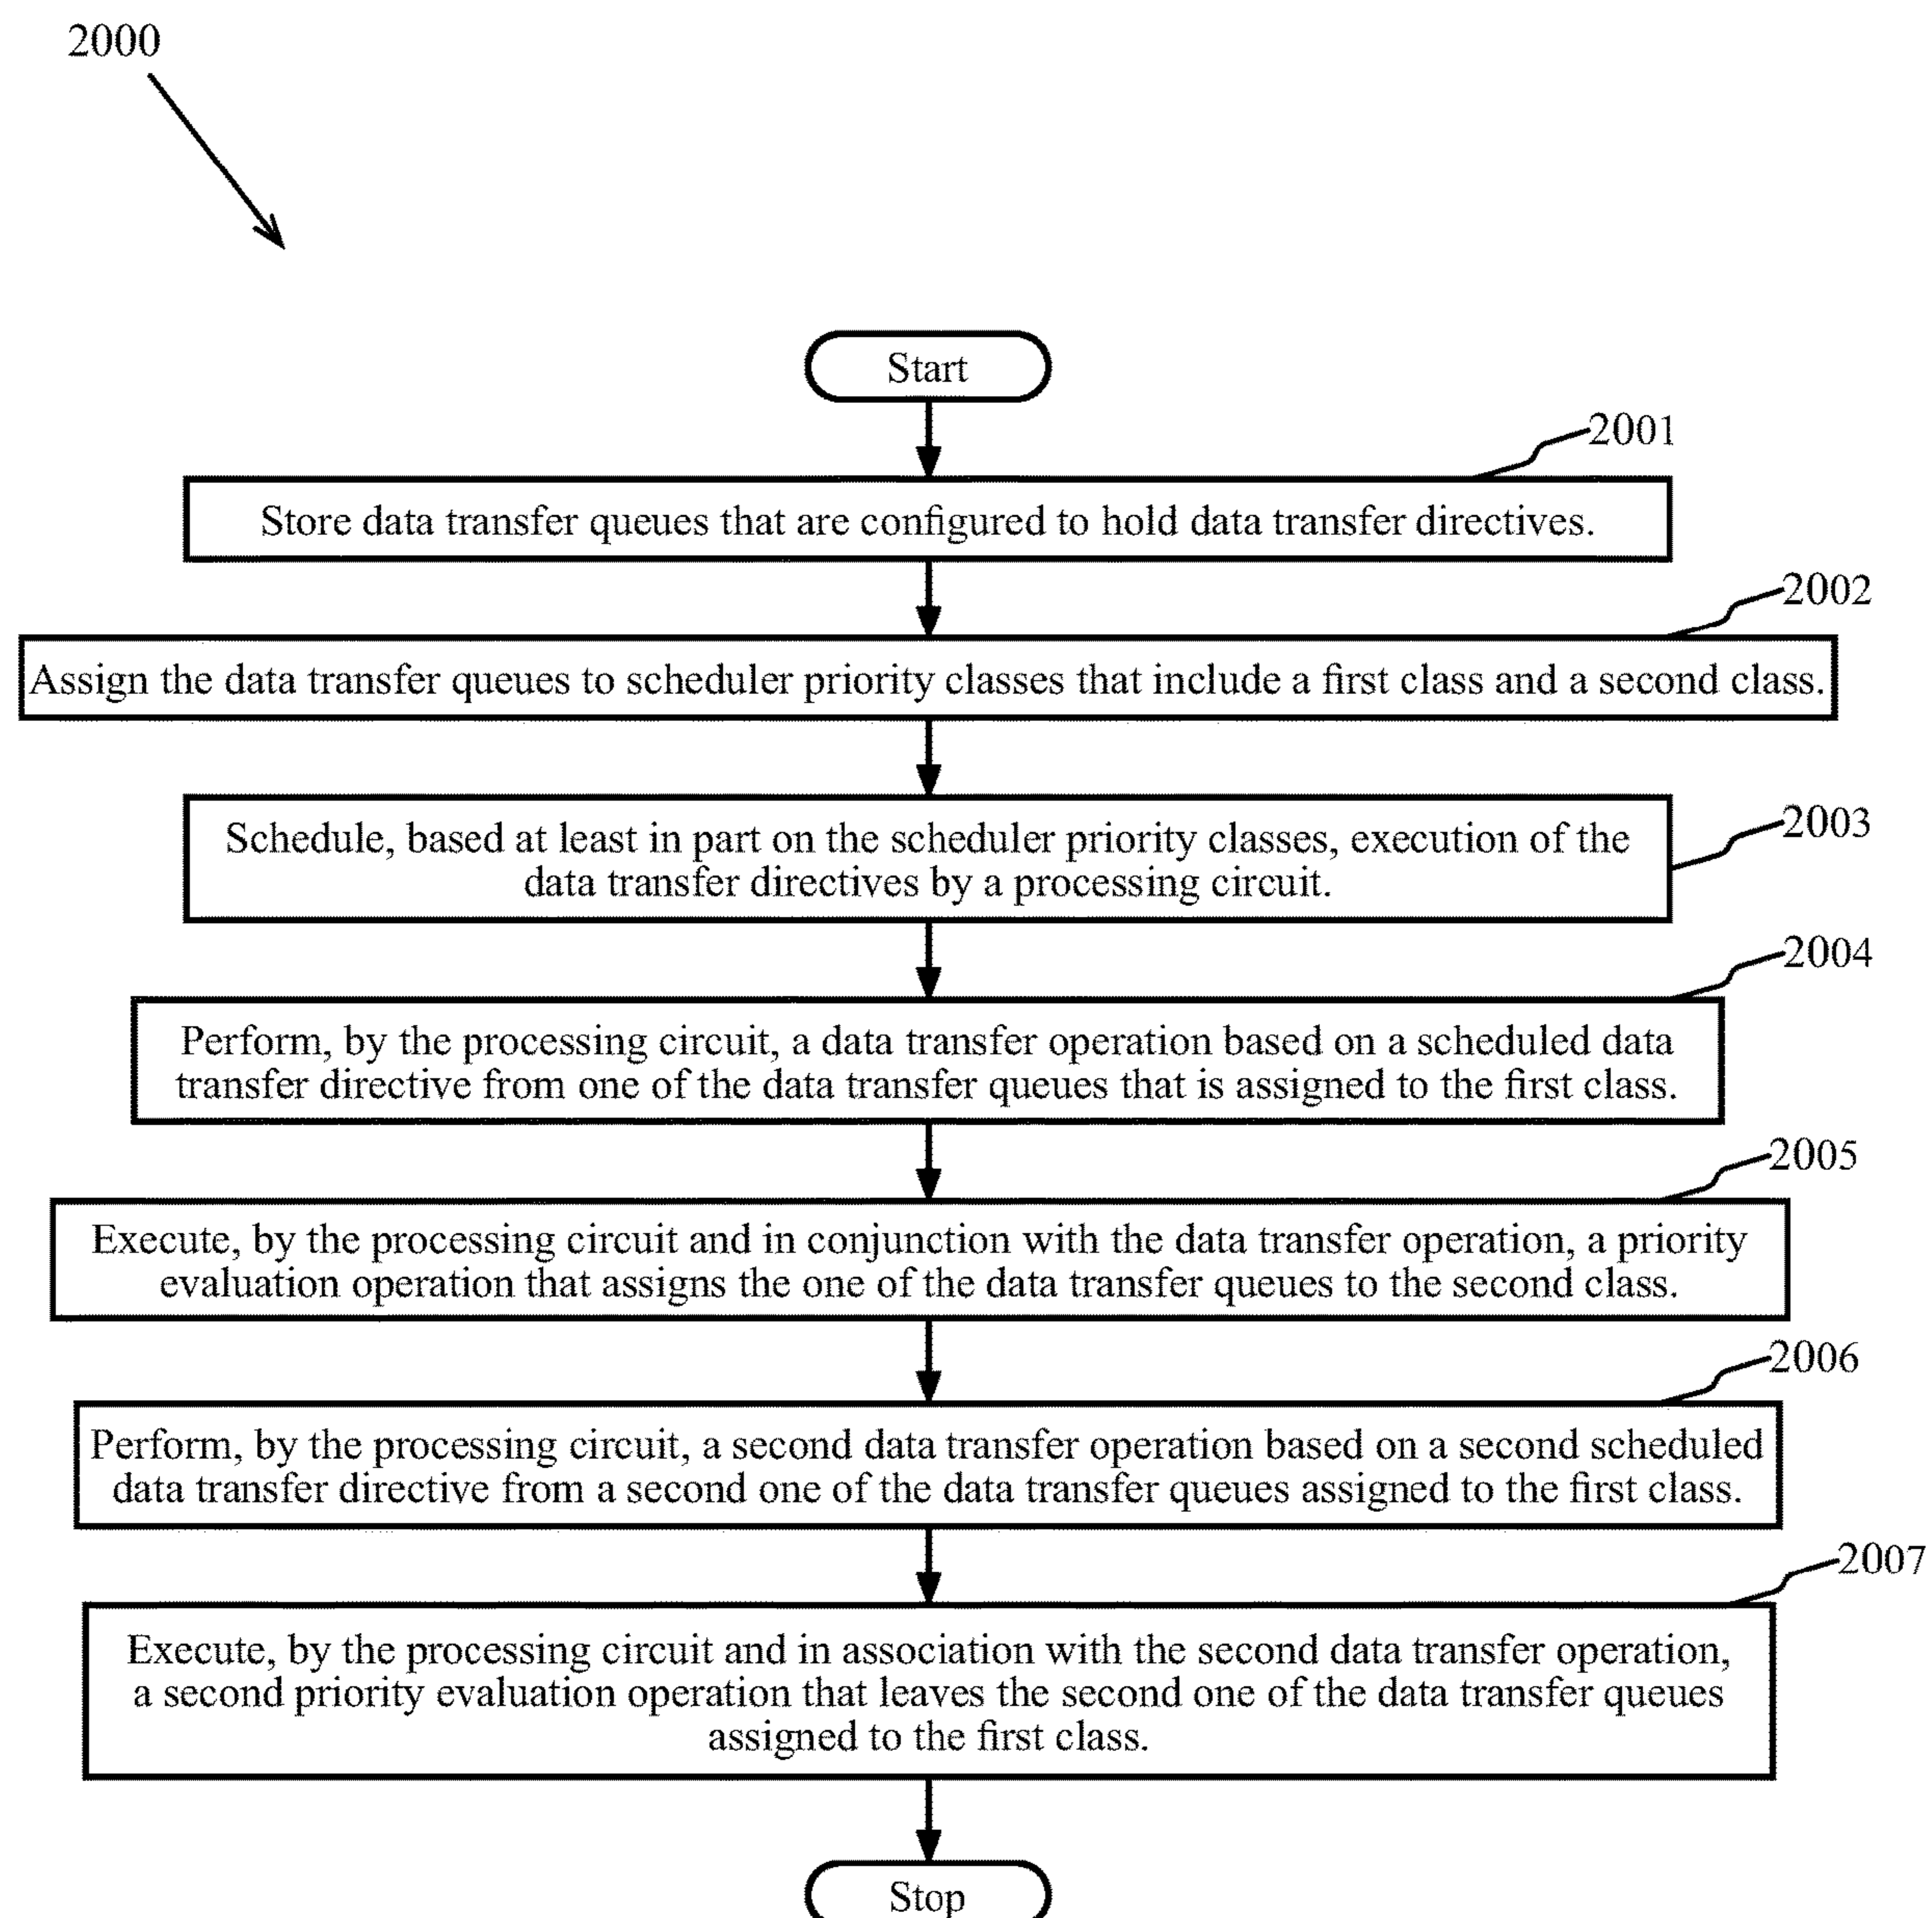 2000
Start
2001
Store data transfer queues that are configured to hold data transfer directives.
2002
Assign the data transfer queues to scheduler priority classes that include a first class and a second class.
2003
Schedule, based at least in part on the scheduler priority classes, execution of the
data transfer directives by a processing circuit.
2004
Perform, by the processing circuit, a data transfer operation based on a scheduled data
transfer directive from one of the data transfer queues that is assigned to the first class.
2005
Execute, by the processing circuit and in conjunction with the data transfer operation, a priority
evaluation operation that assigns the one of the data transfer queues to the second class.
2006
Perform, by the processing circuit, a second data transfer operation based on a second scheduled
data transfer directive from a second one of the data transfer queues assigned to the first class.
2007
Execute, by the processing circuit and in association with the second data transfer operation,
a second priority evaluation operation that leaves the second one of the data transfer queues
assigned to the first class.
Stop